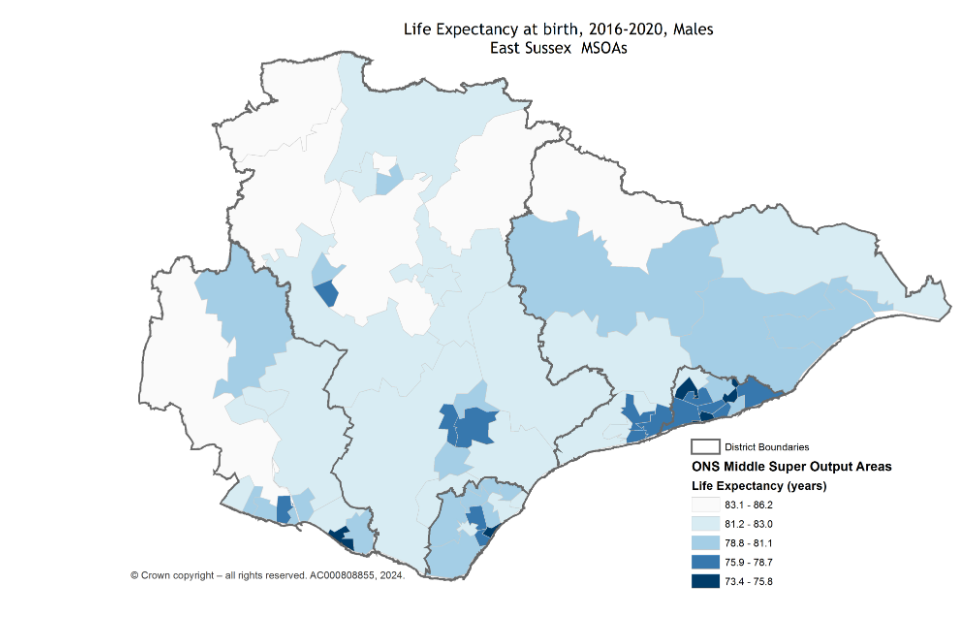 Life Expectancy at birth, 2016-2020, Males
East Sussex MSOAs
District Boundaries
ONS Middle Super Output Areas
Life Expectancy (years)
83.1 - 86.2
81.2 - 83.0
78.8 - 81.1
75.9 - 78.7
73.4 - 75.8
© Crown copyright – all rights reserved. AC000808855, 2024.